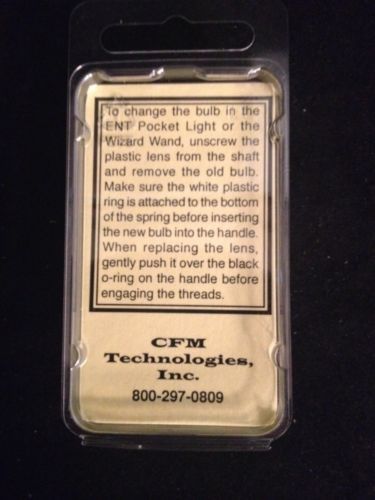 To change the bulb in the
ENT Pocket Light or the
Wizard Wand, unscrew the
plastic lens from the shaft
and remove the old bulb.
Make sure the white plastic
ring is attached to the bottom
of the spring before inserting
the new bulb into the handle.
When replacing the lens,
gently push it over the black
o-ring on the handle before
engaging the threads.
CFM
Technologies,
Inc.
800-297-0809